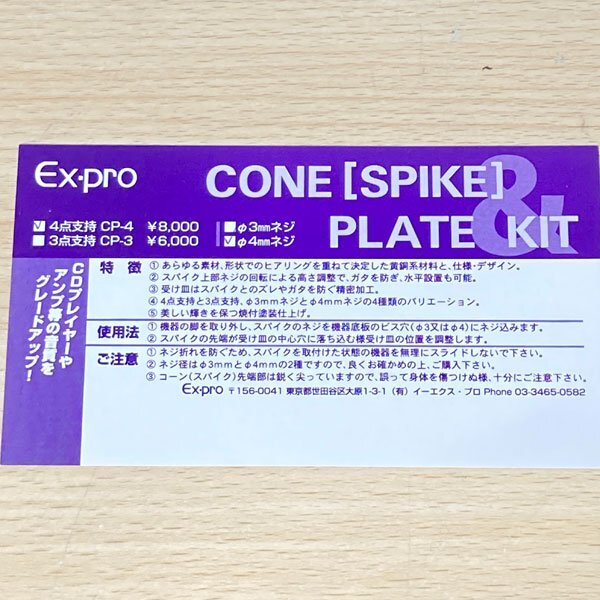 Ex-pro
CONE [SPIKE] &
PLATE KIT
☑ 4点支持 CP-4 ¥8,000
☐ 3点支持 CP-3 ¥6,000
☐ φ3mmネジ
☑ φ4mmネジ
CDプレイヤーや
アンプ等の音質を
グレードアップ!
特 徴
① あらゆる素材、形状でのヒアリングを重ねて決定した黄銅系材料と、仕様・デザイン。
② スパイク上部ネジの回転による高さ調整で、ガタを防ぎ、水平設置も可能。
③ 受け皿はスパイクとのズレやガタを防ぐ精密加工。
④ 4点支持と3点支持、φ3mmネジとφ4mmネジの4種類のバリエーション。
⑤ 美しい輝きを保つ焼付塗装仕上げ。
使用法
① 機器の脚を取り外し、スパイクのネジを機器底板のビス穴(φ3又はφ4)にネジ込みます。
② スパイクの先端が受け皿の中心穴に落ち込む様受け皿の位置を調整します。
ご注意
① ネジ折れを防ぐため、スパイクを取付けた状態の機器を無理にスライドしないで下さい。
② ネジ径はφ3mmとφ4mmの2種ですので、良くお確かめの上、ご購入下さい。
③ コーン(スパイク)先端部は鋭く尖っていますので、誤って身体を傷つけぬ様、十分にご注意下さい。
Ex-pro 〒156-0041 東京都世田谷区大原1-3-1 (有) イーエクス・プロ Phone 03-3465-0582